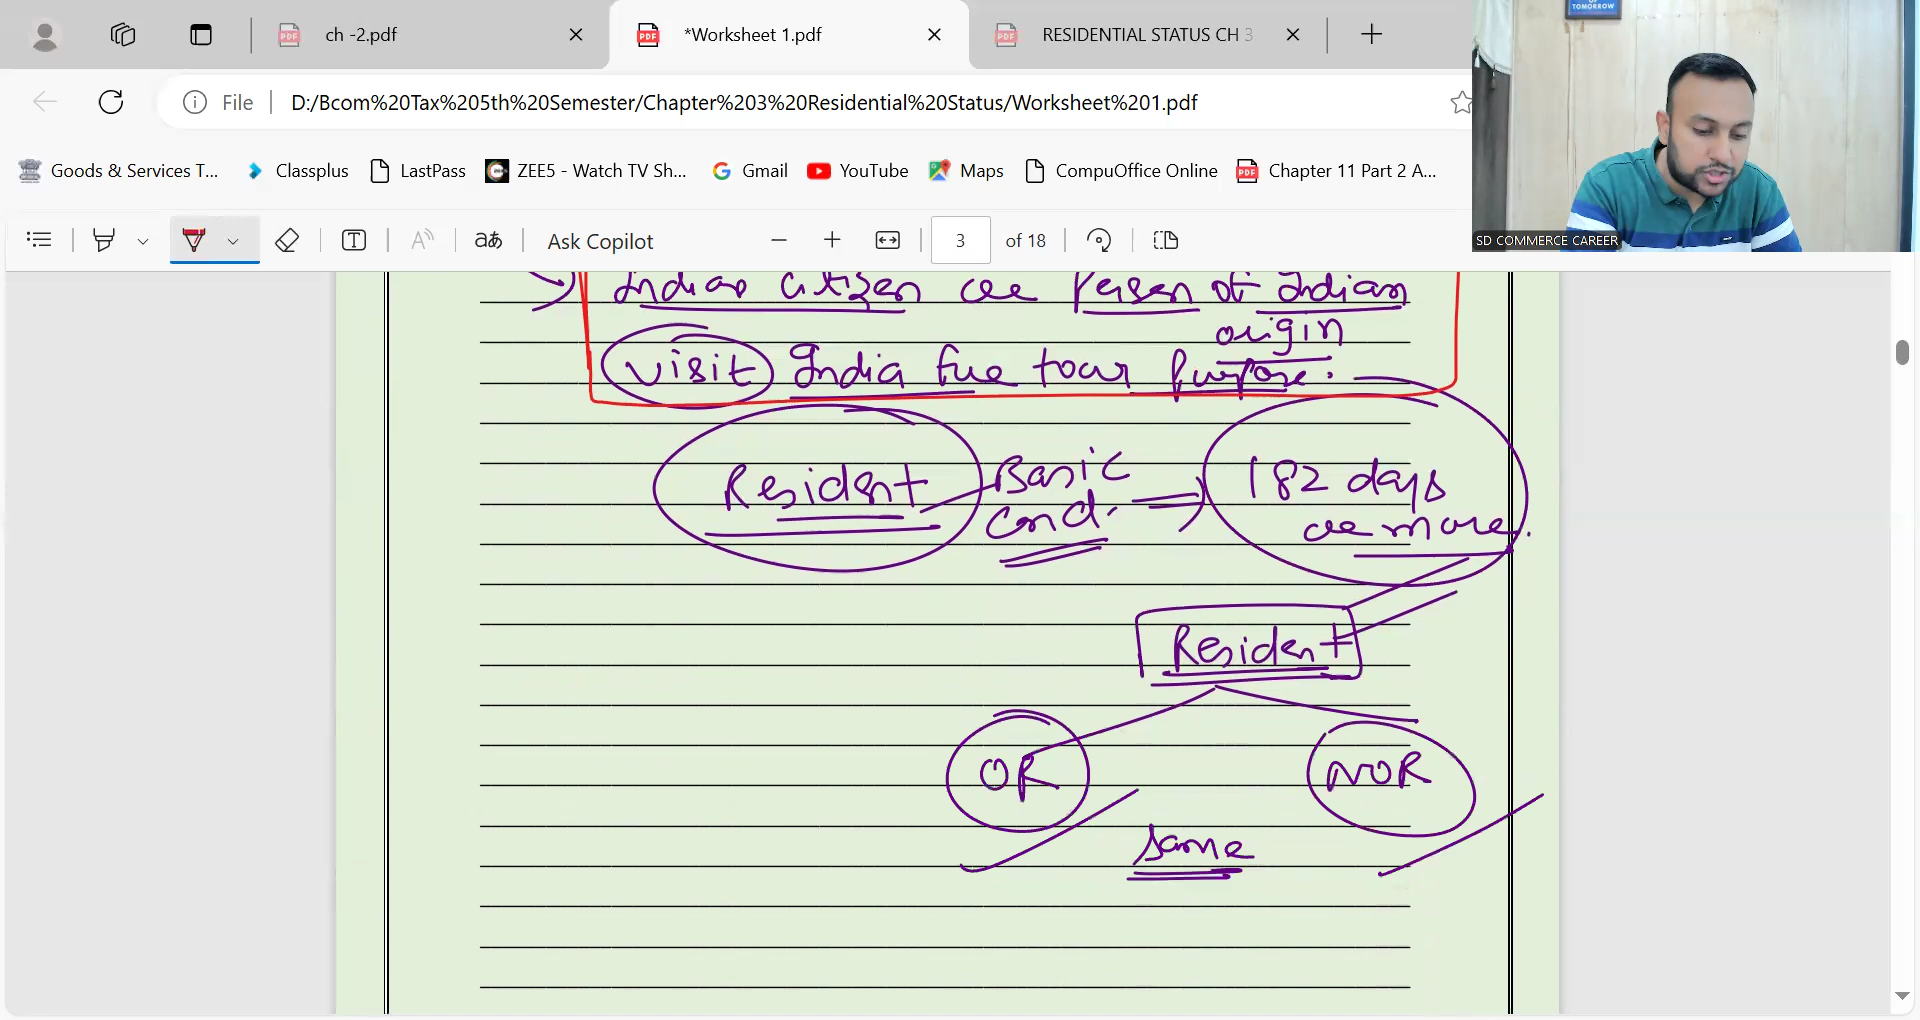 TOMORROW
ch -2.pdf
*Worksheet 1.pdf
RESIDENTIAL STATUS CH 3
File
D:/Bcom%20Tax%205th%20Semester/Chapter%203%20Residential%20Status/Worksheet%201.pdf
Goods & Services T... Classplus LastPass ZEE5 - Watch TV Sh... Gmail YouTube Maps CompuOffice Online Chapter 11 Part 2 A...
Ask Copilot 3 of 18
SD COMMERCE CAREER
Indian citizen or Person of Indian
origin
visit India for tour purpose.
Resident Basic cond. 182 days
or more.
Resident
OR NOR
Same